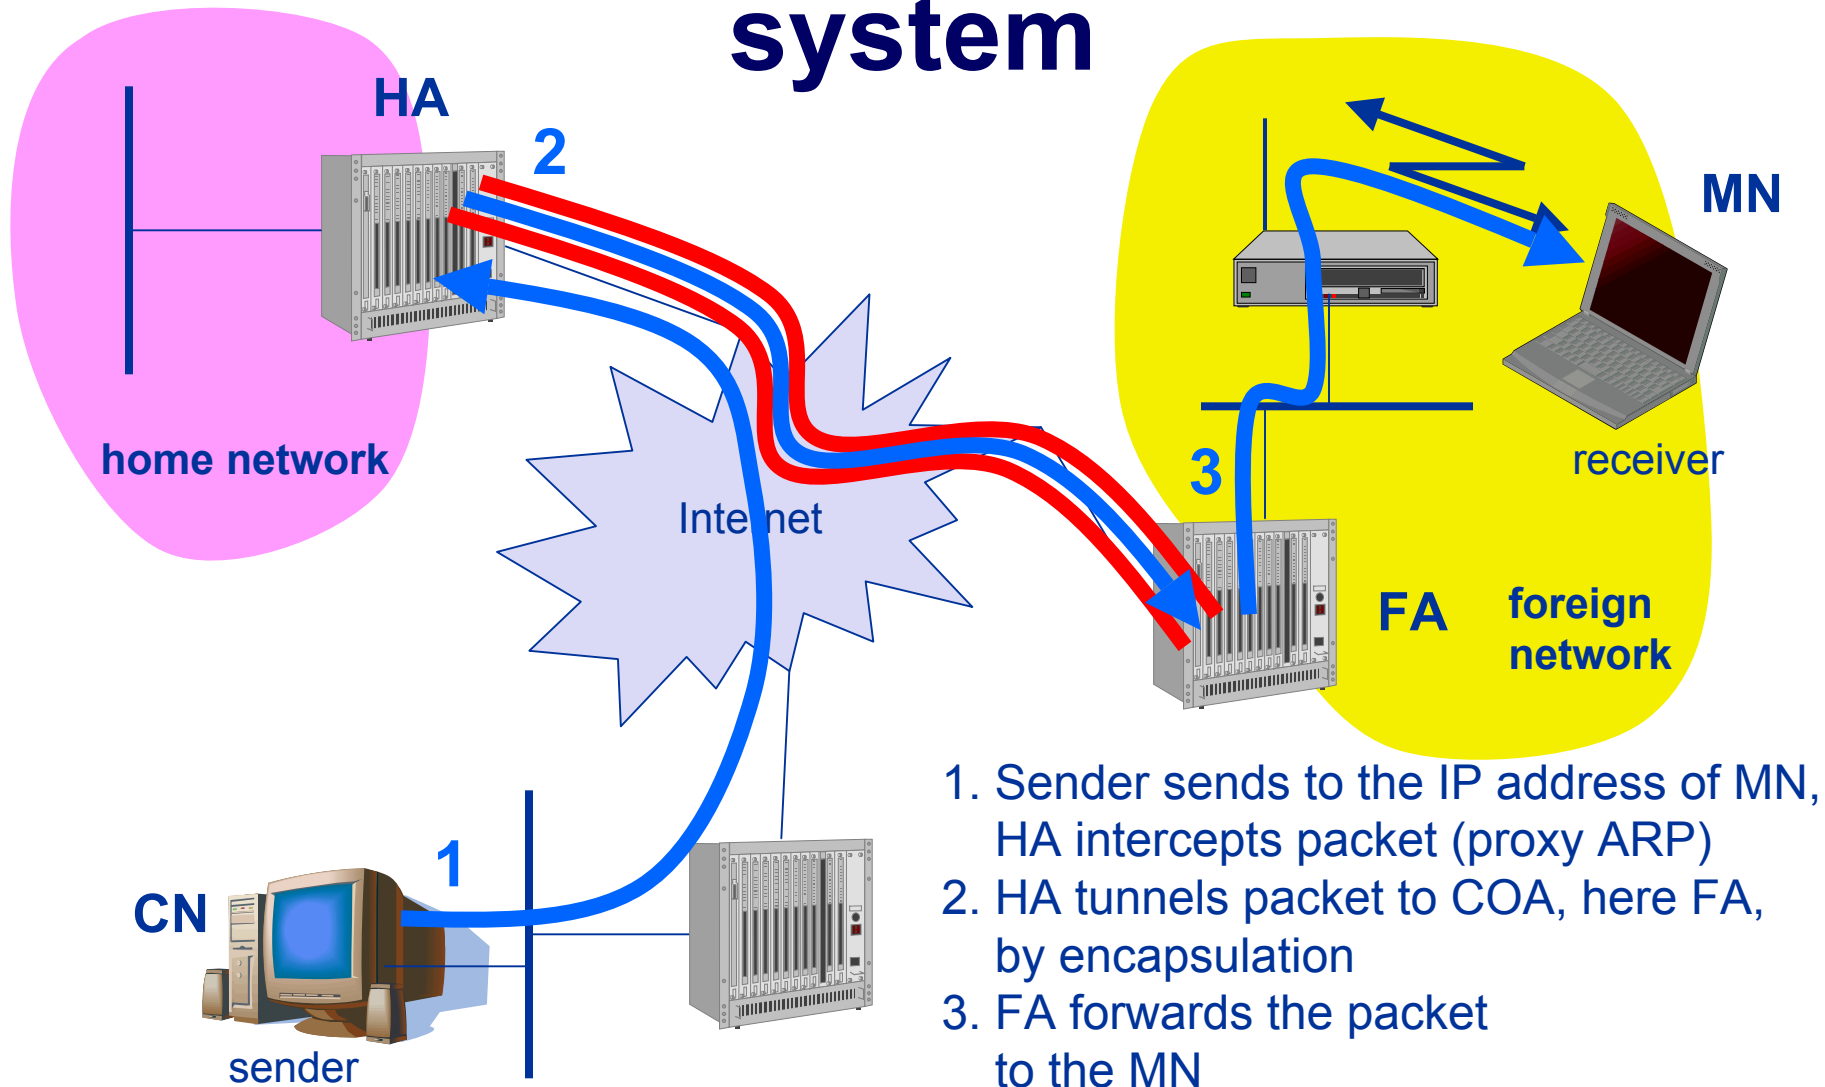 system
HA
2
MN
home network
Internet
3
receiver
FA
foreign
network
1
CN
sender
1. Sender sends to the IP address of MN,
HA intercepts packet (proxy ARP)
2. HA tunnels packet to COA, here FA,
by encapsulation
3. FA forwards the packet
to the MN